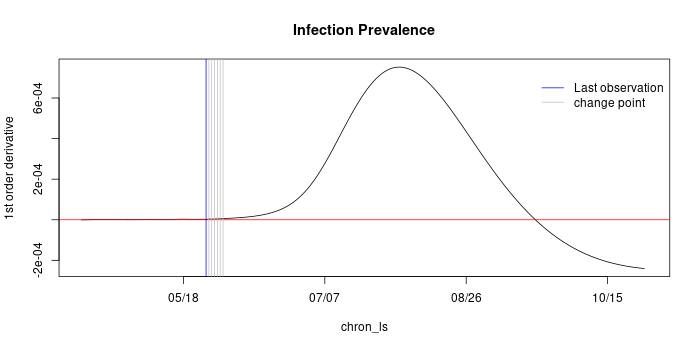 Infection Prevalence
1st order derivative
6e-04
2e-04
-2e-04
Last observation
change point
05/18 07/07 08/26 10/15
chron_ls